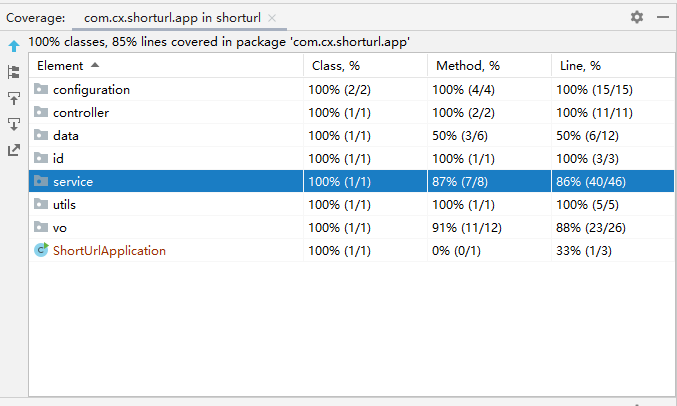 Coverage: com.cx.shorturl.app in shorturl
100% classes, 85% lines covered in package 'com.cx.shorturl.app'
Element Class, % Method, % Line, %
configuration 100% (2/2) 100% (4/4) 100% (15/15)
controller 100% (1/1) 100% (2/2) 100% (11/11)
data 100% (1/1) 50% (3/6) 50% (6/12)
id 100% (1/1) 100% (1/1) 100% (3/3)
service 100% (1/1) 87% (7/8) 86% (40/46)
utils 100% (1/1) 100% (1/1) 100% (5/5)
vo 100% (1/1) 91% (11/12) 88% (23/26)
ShortUrlApplication 100% (1/1) 0% (0/1) 33% (1/3)